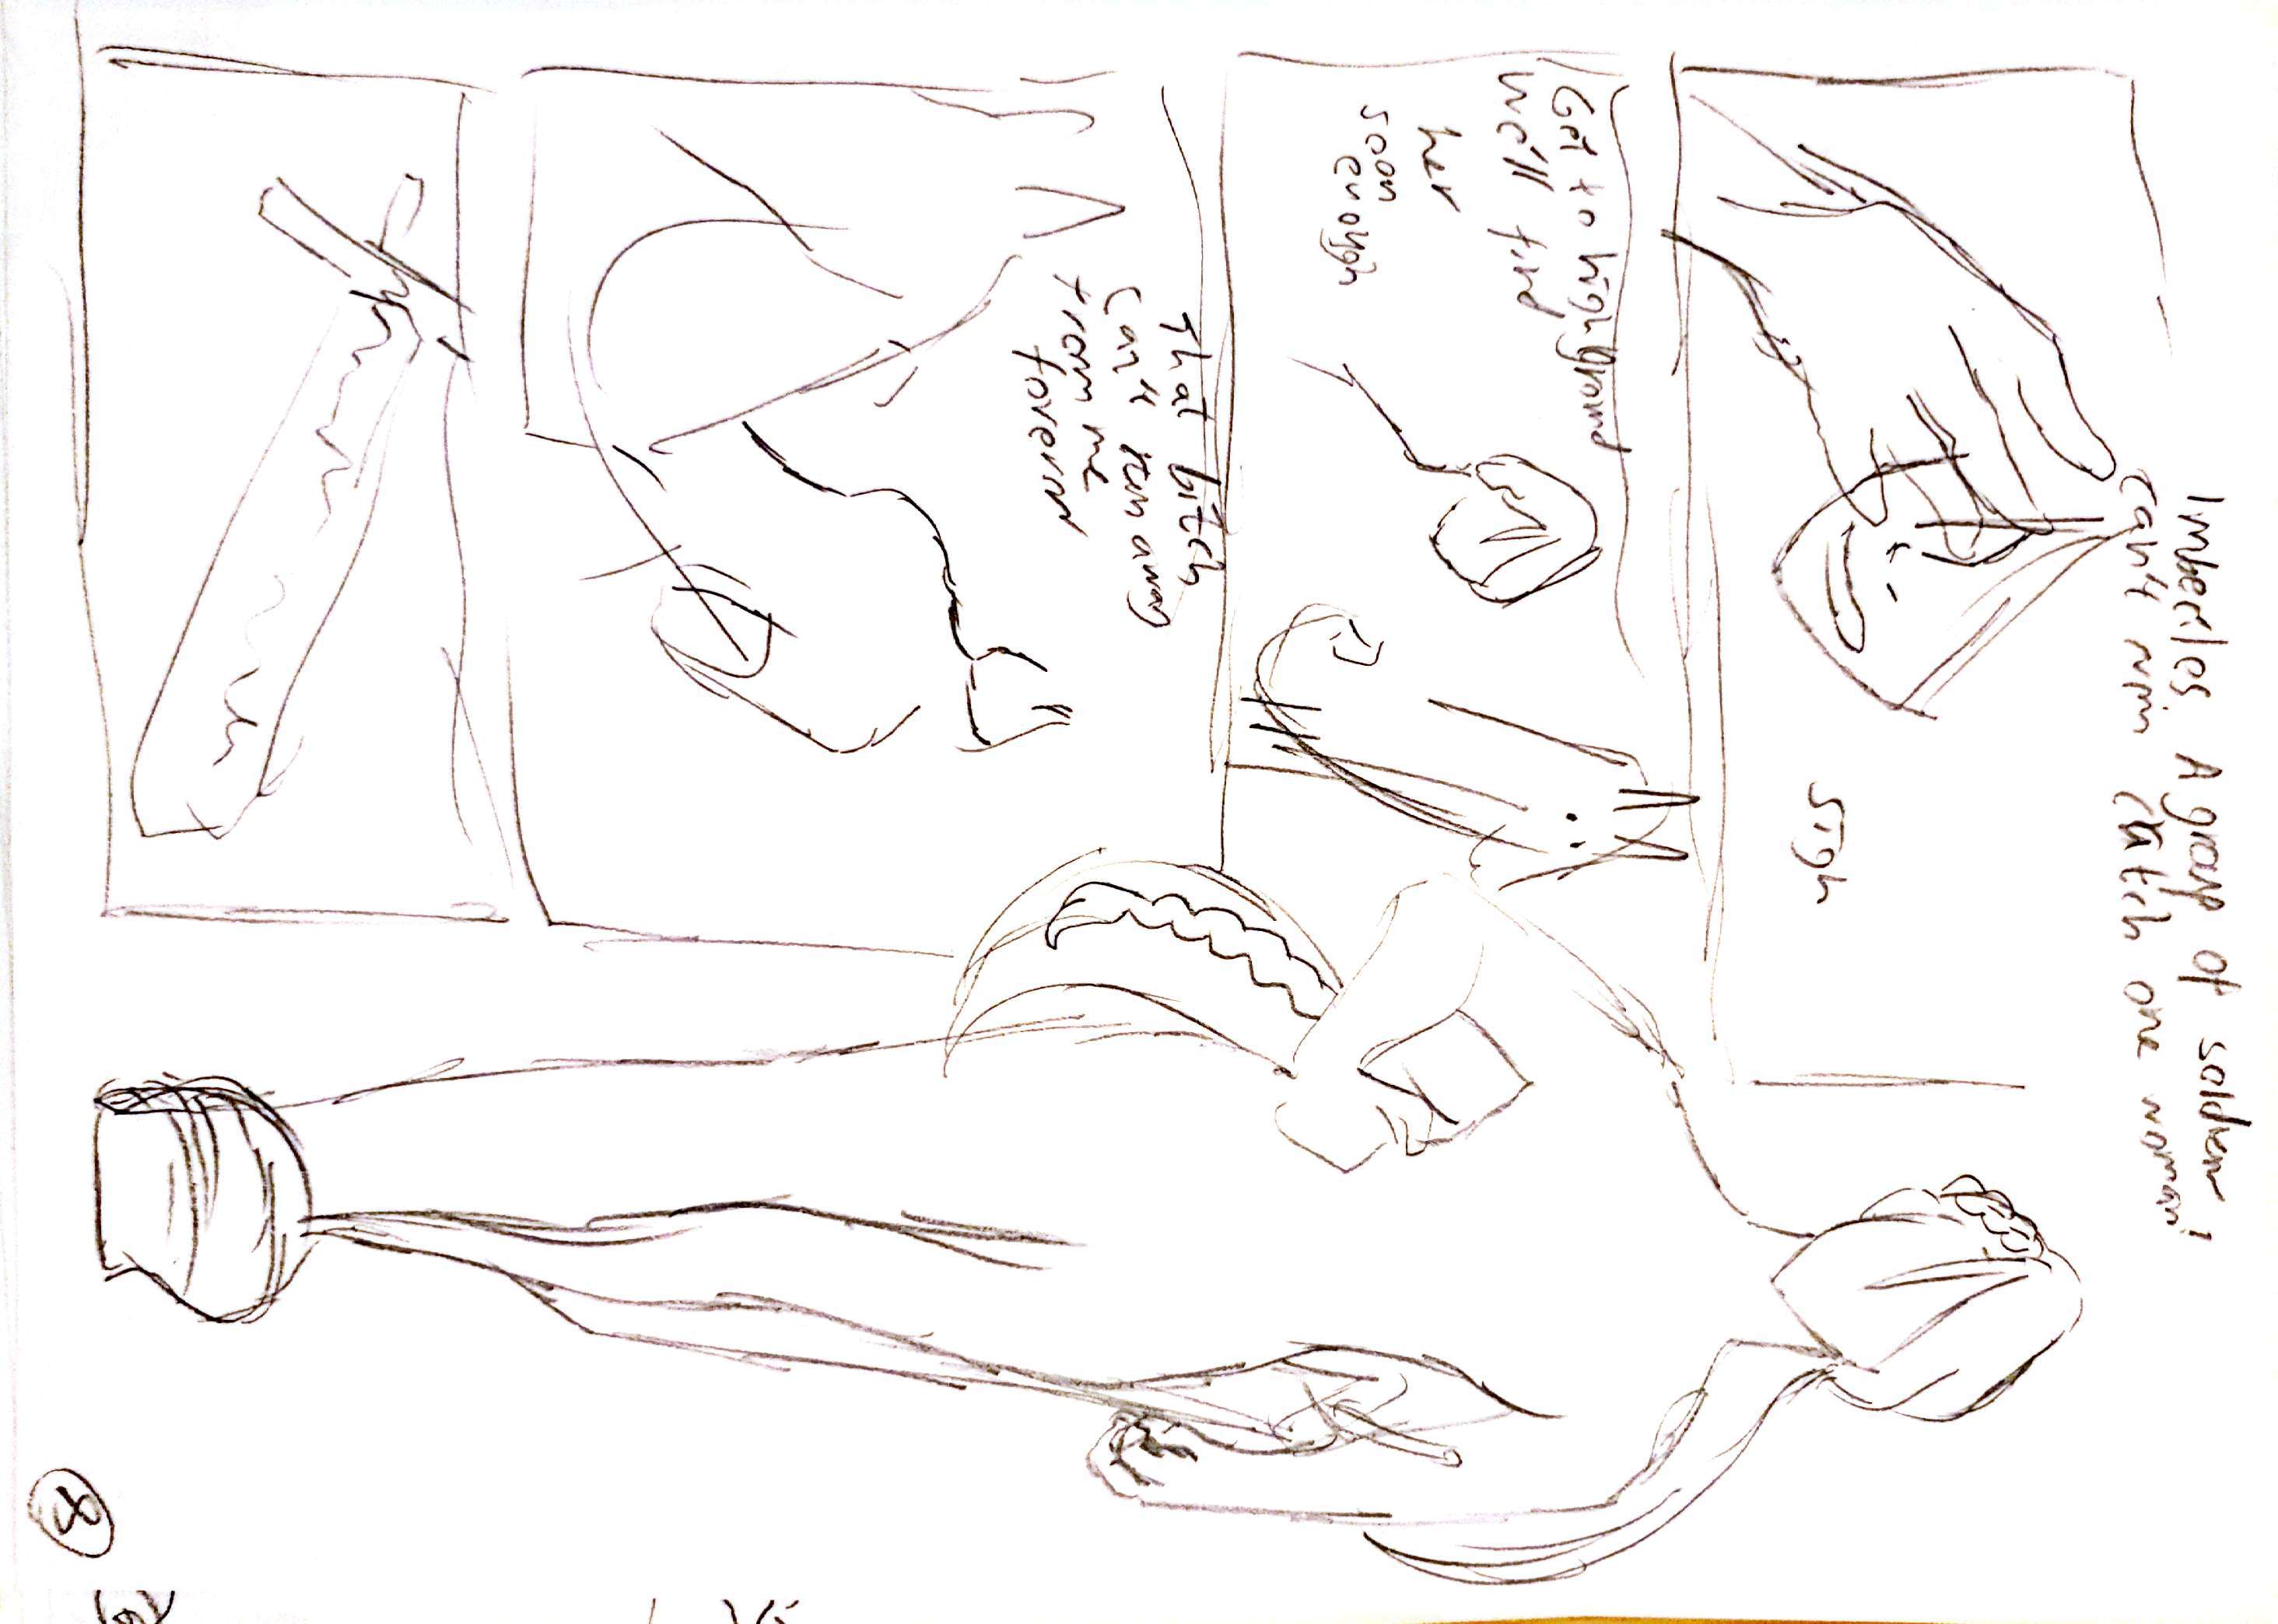 Imbeciles. A group of soldiers
can't catch one woman!
Sigh
Get to high ground
We'll find
her
soon
enough
That bitch
Can't run away
from me
forever
8